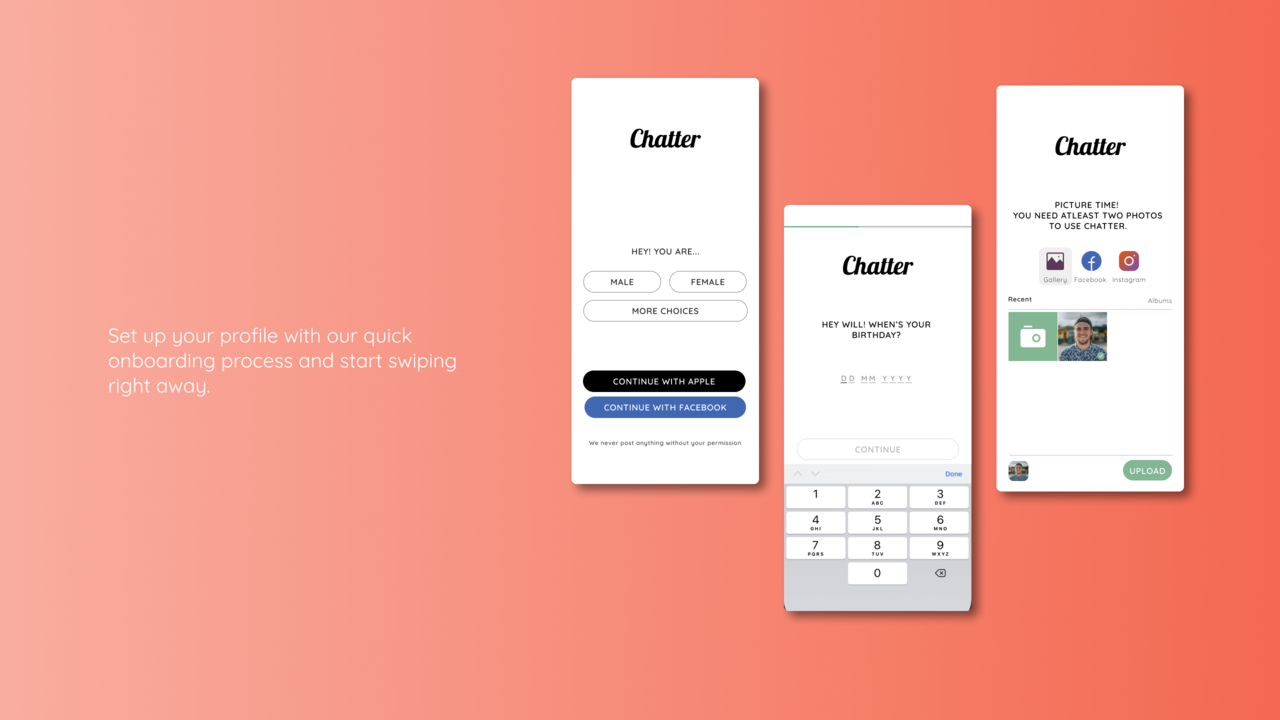 Set up your profile with our quick
onboarding process and start swiping
right away.
Chatter
HEY! YOU ARE...
MALE FEMALE
MORE CHOICES
CONTINUE WITH APPLE
CONTINUE WITH FACEBOOK
We never post anything without your permission
Chatter
HEY WILL! WHEN'S YOUR
BIRTHDAY?
DD MM YYYY
CONTINUE
Done
1 2 3
ABC DEF
4 5 6
GHI JKL MNO
7 8 9
PQRS TUV WXYZ
0
Chatter
PICTURE TIME!
YOU NEED ATLEAST TWO PHOTOS
TO USE CHATTER.
Gallery Facebook Instagram
Recent Albums
UPLOAD